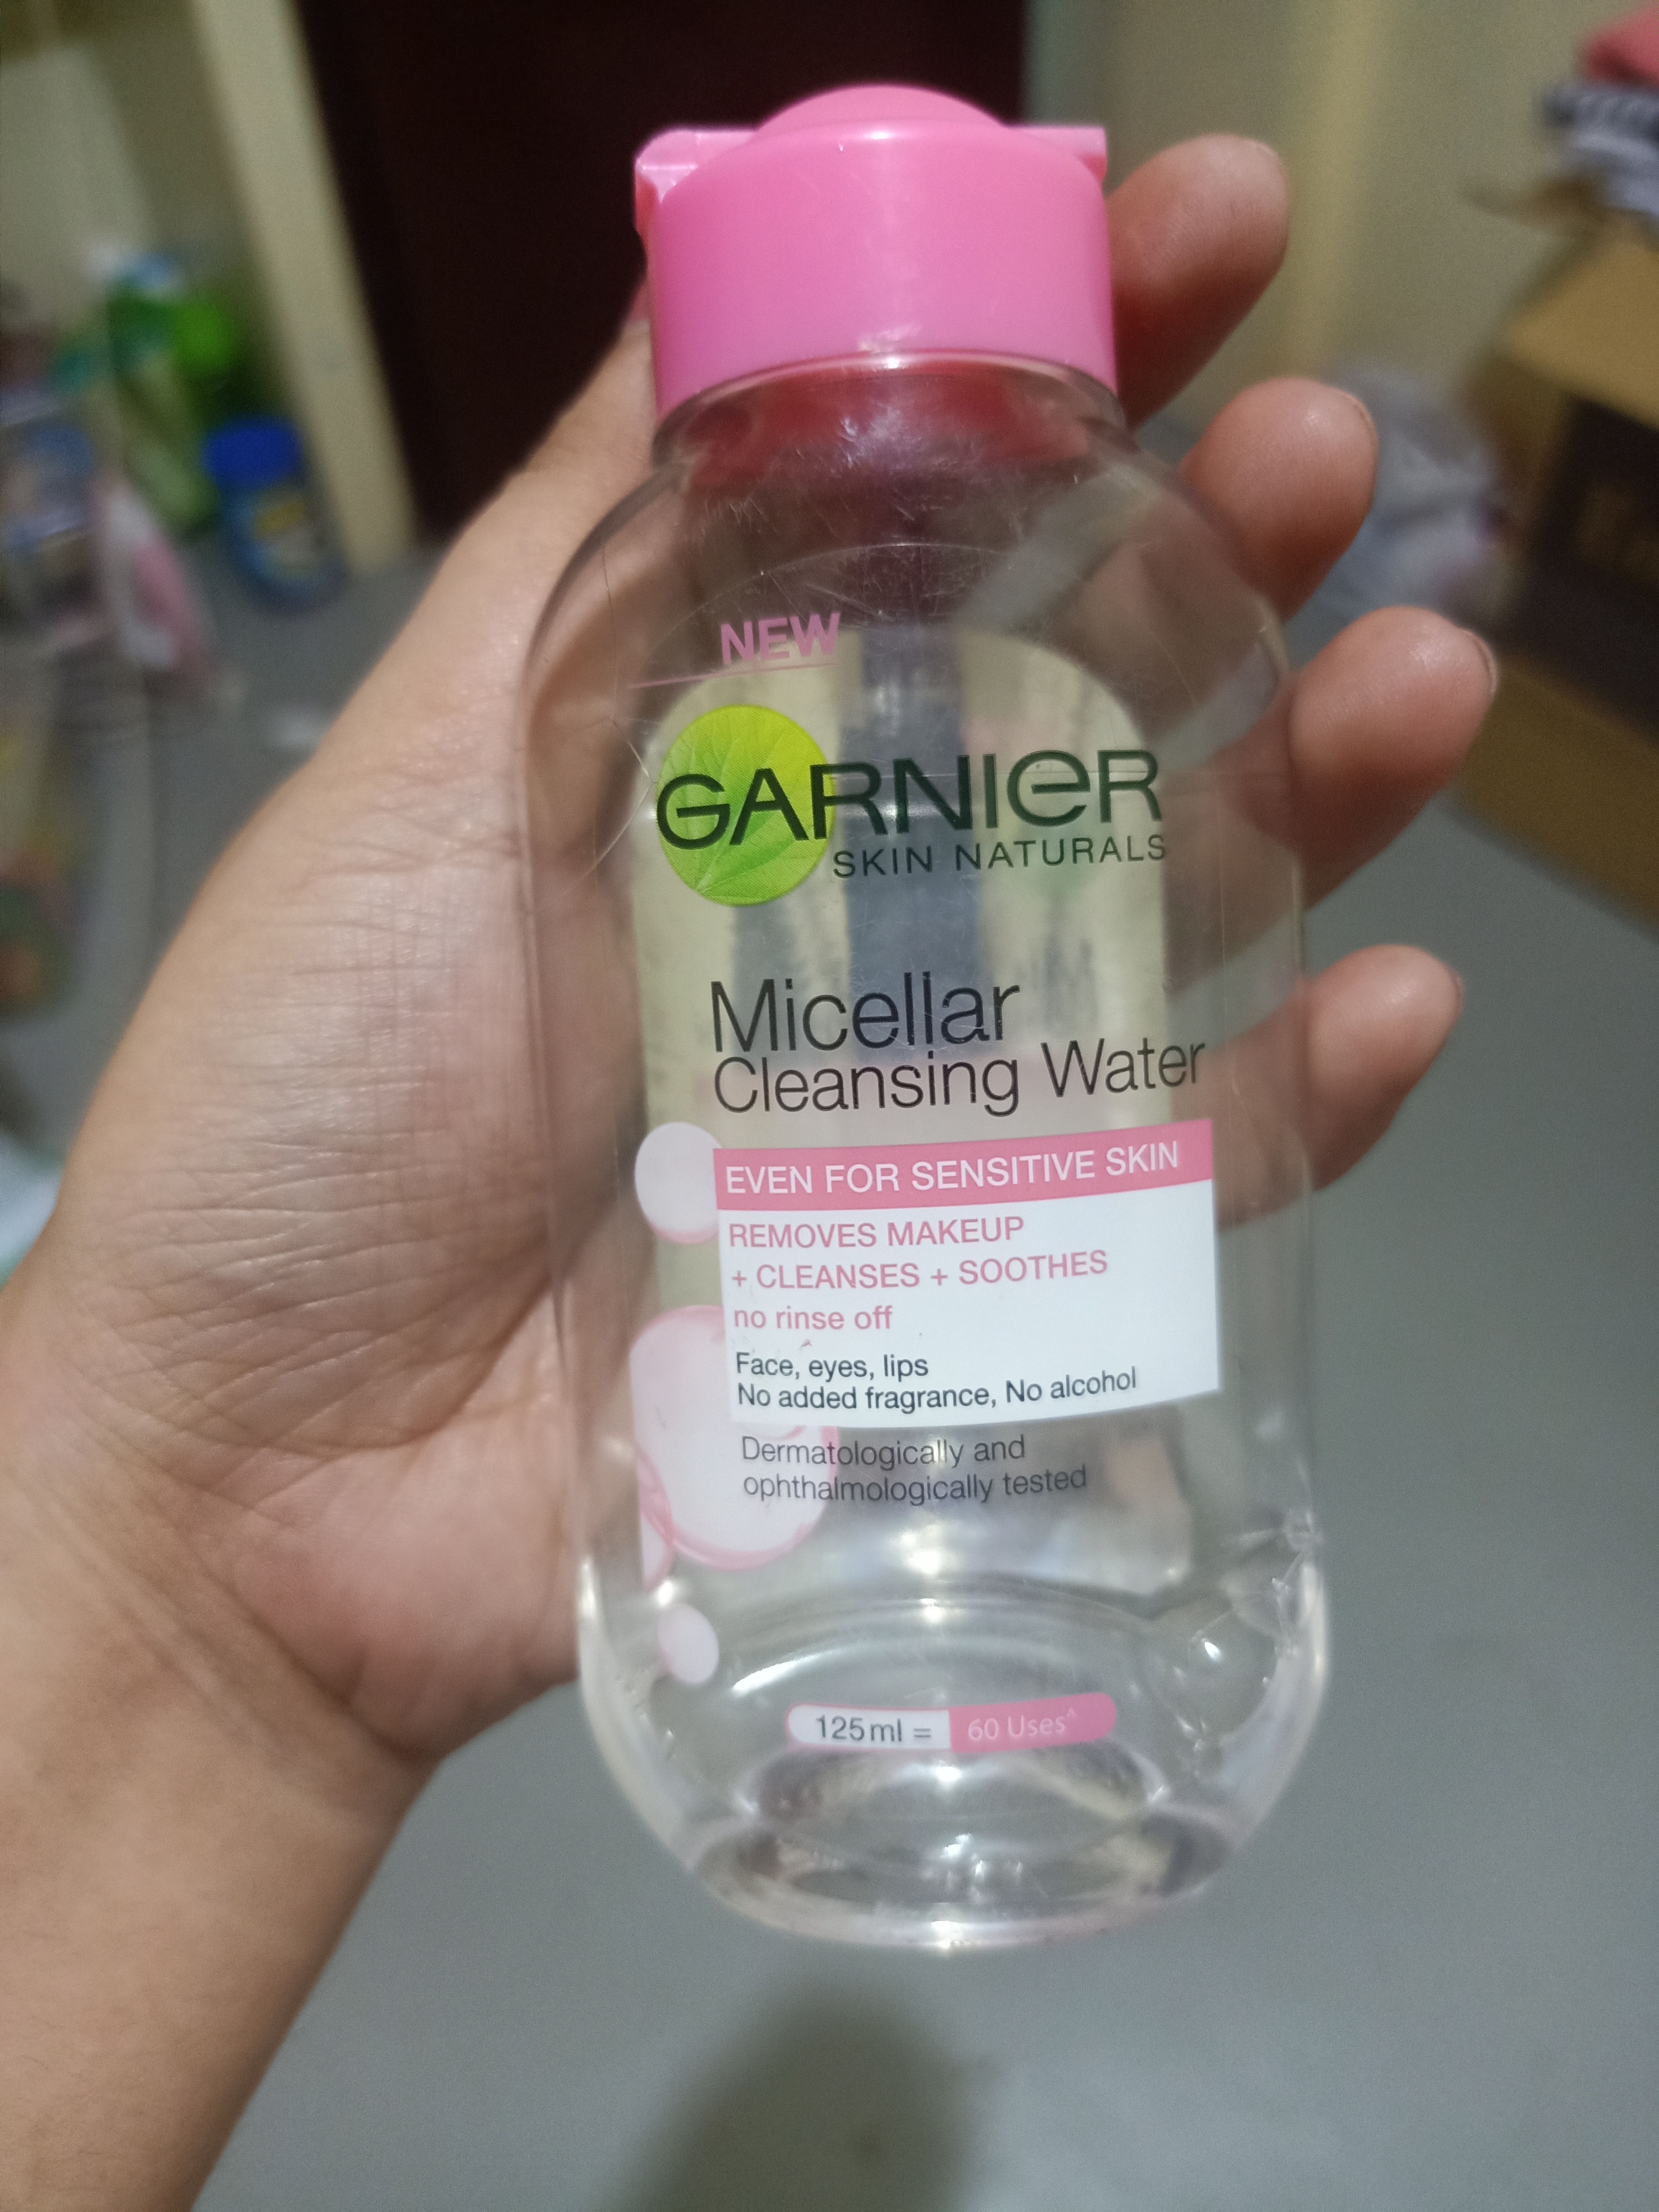 NEW
GARNIER
SKIN NATURALS
Micellar
Cleansing Water
EVEN FOR SENSITIVE SKIN
REMOVES MAKEUP
+ CLEANSES + SOOTHES
no rinse off
Face, eyes, lips
No added fragrance, No alcohol
Dermatologically and
ophthalmologically tested
125ml = 60 Uses^